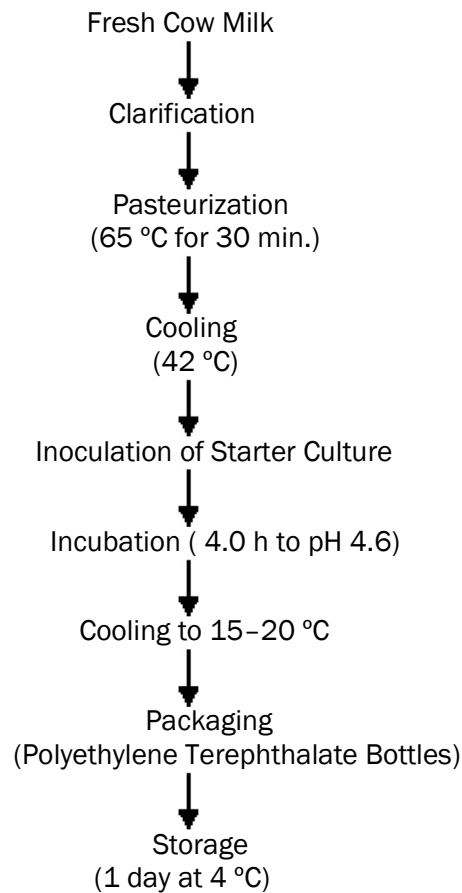 Fresh Cow Milk
Clarification
Pasteurization
(65 ºC for 30 min.)
Cooling
(42 ºC)
Inoculation of Starter Culture
Incubation ( 4.0 h to pH 4.6)
Cooling to 15–20 ºC
Packaging
(Polyethylene Terephthalate Bottles)
Storage
(1 day at 4 ºC)